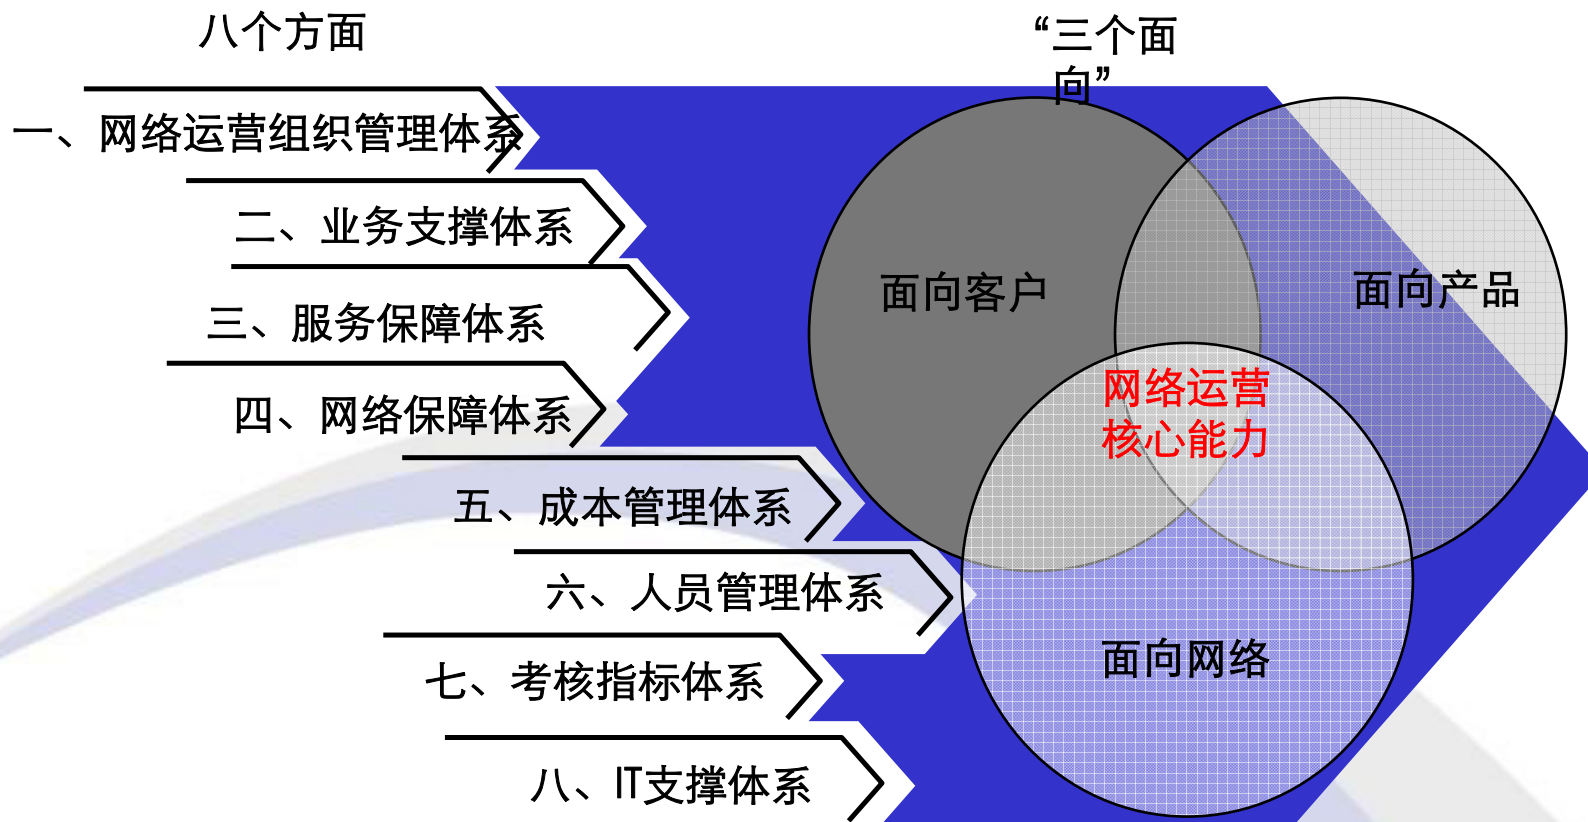 八个方面
一、网络运营组织管理体系
二、业务支撑体系
三、服务保障体系
四、网络保障体系
五、成本管理体系
六、人员管理体系
七、考核指标体系
八、IT支撑体系
“三个面
向”
面向客户
面向产品
网络运营
核心能力
面向网络